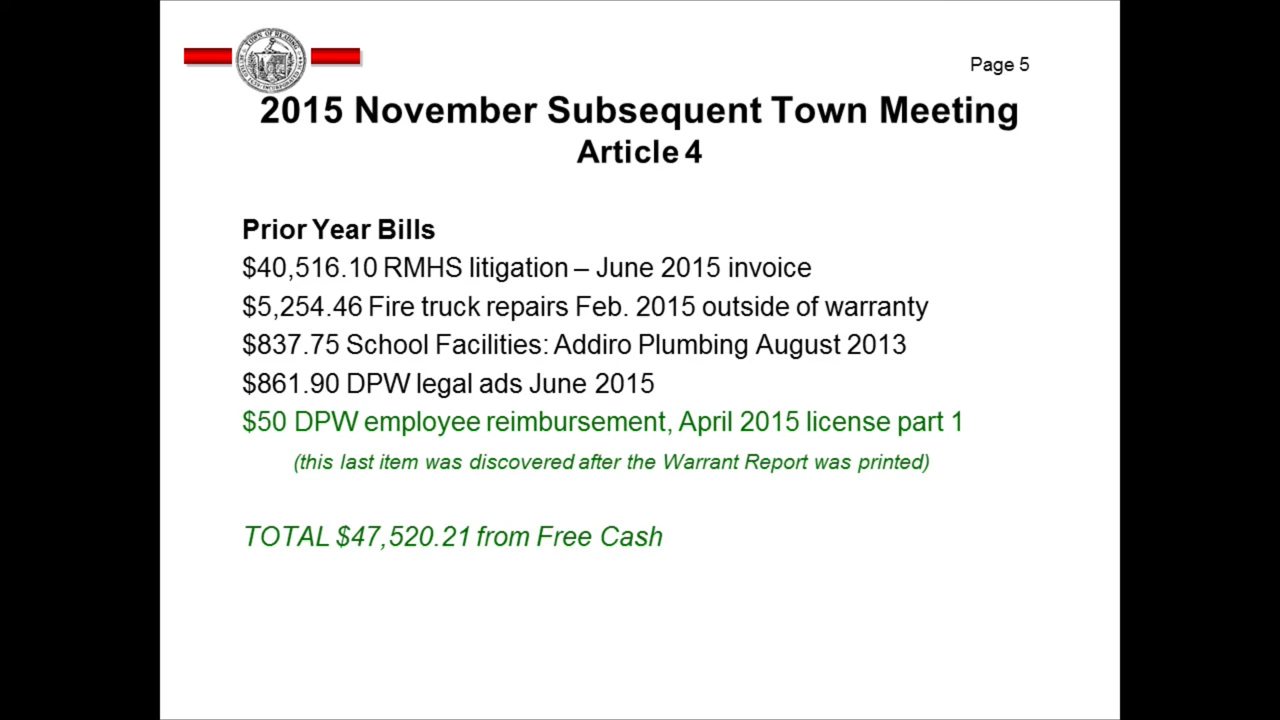 TOWN OF READING
Page 5
2015 November Subsequent Town Meeting
Article 4
Prior Year Bills
$40,516.10 RMHS litigation – June 2015 invoice
$5,254.46 Fire truck repairs Feb. 2015 outside of warranty
$837.75 School Facilities: Addiro Plumbing August 2013
$861.90 DPW legal ads June 2015
$50 DPW employee reimbursement, April 2015 license part 1
(this last item was discovered after the Warrant Report was printed)
TOTAL $47,520.21 from Free Cash